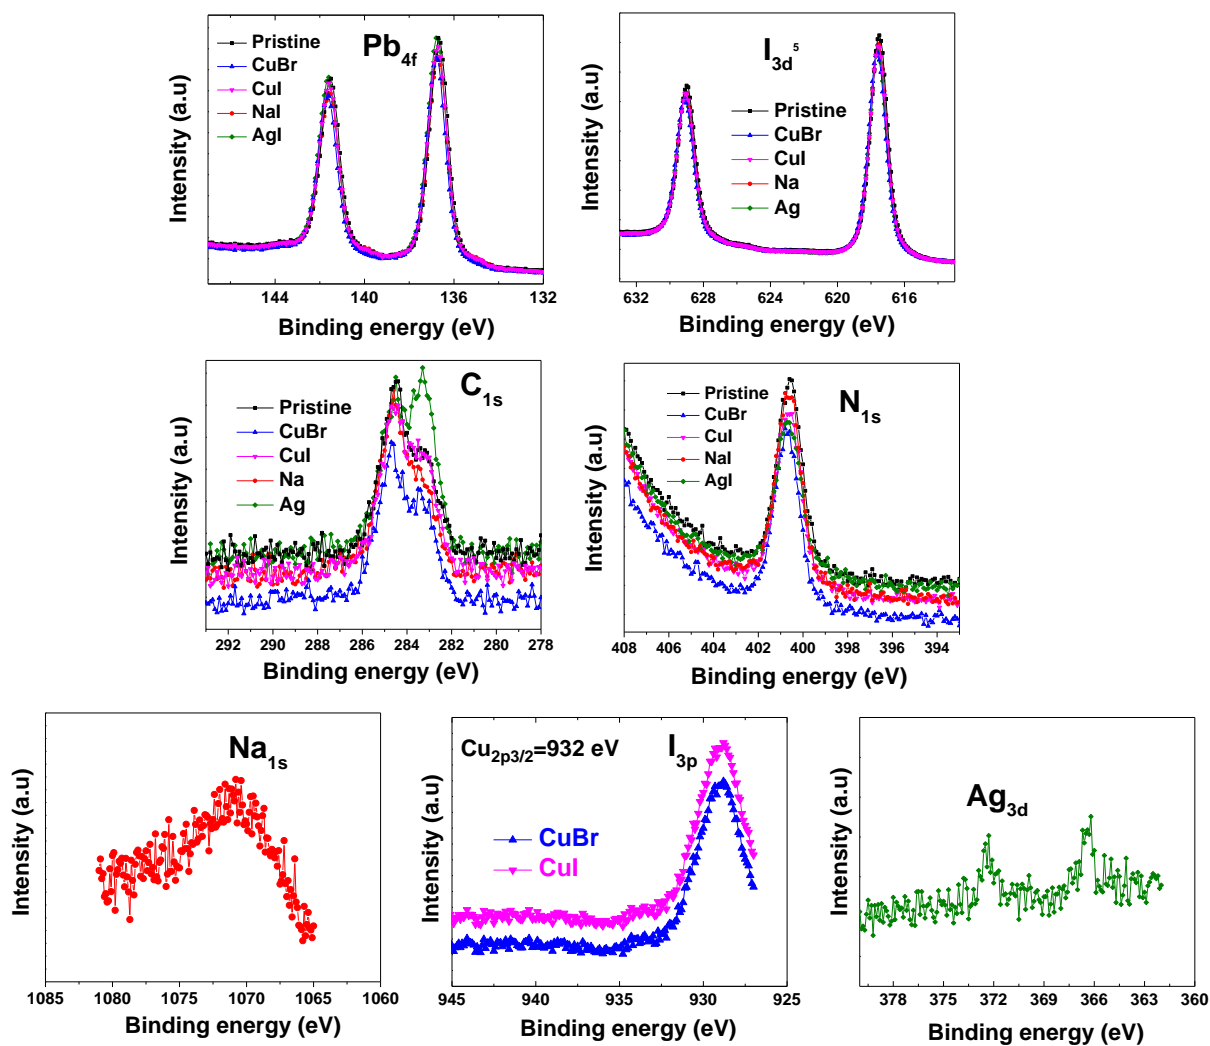 Pristine
CuBr
CuI
NaI
AgI
Pb4f
Intensity (a.u)
144 140 136 132
Binding energy (eV)
I3d5
Pristine
CuBr
CuI
Na
Ag
Intensity (a.u)
632 628 624 620 616
Binding energy (eV)
C1s
Pristine
CuBr
CuI
Na
Ag
Intensity (a.u)
292 290 288 286 284 282 280 278
Binding energy (eV)
N1s
Pristine
CuBr
CuI
NaI
AgI
Intensity (a.u)
408 406 404 402 400 398 396 394
Binding energy (eV)
Na1s
Intensity (a.u)
1085 1080 1075 1070 1065 1060
Binding energy (eV)
Cu2p3/2=932 eV
I3p
CuBr
CuI
Intensity (a.u)
945 940 935 930 925
Binding energy (eV)
Ag3d
Intensity (a.u)
378 375 372 369 366 363 360
Binding energy (eV)